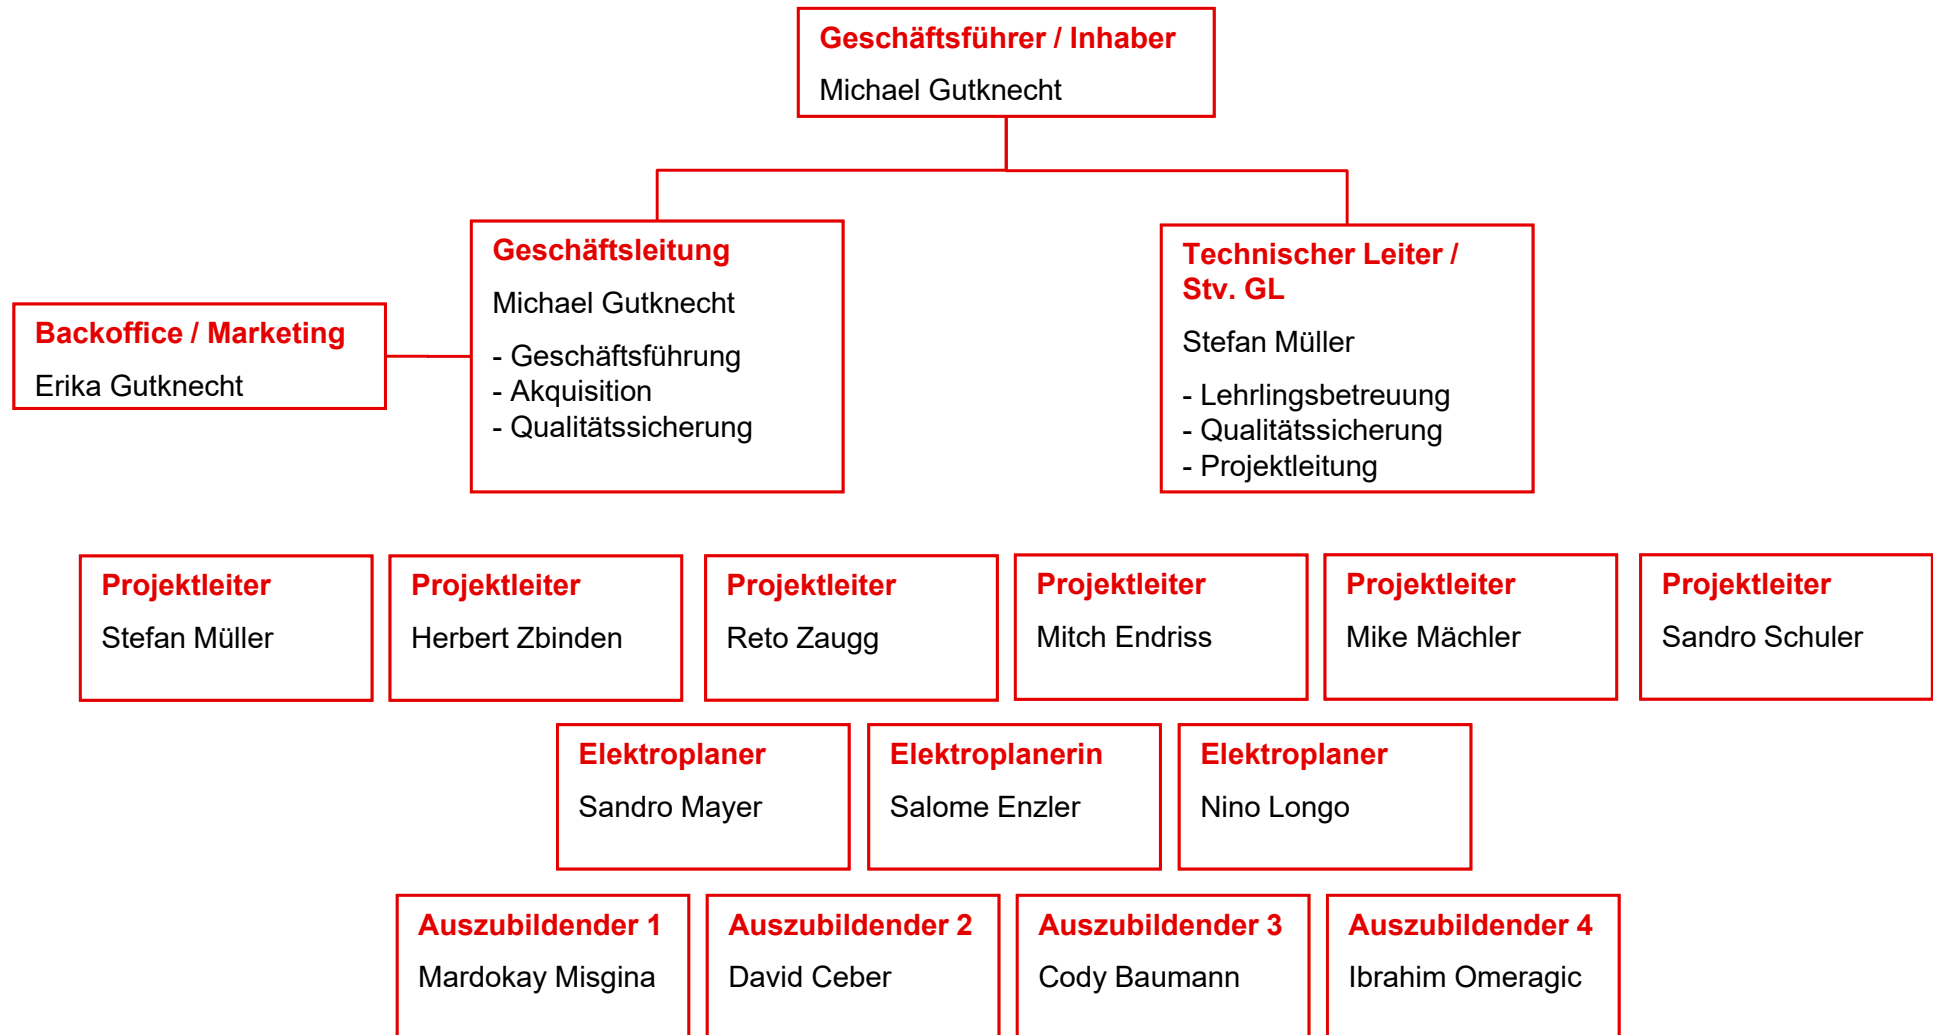 Geschäftsführer / Inhaber
Michael Gutknecht
Geschäftsleitung
Michael Gutknecht
- Geschäftsführung
- Akquisition
- Qualitätssicherung
Technischer Leiter /
Stv. GL
Stefan Müller
- Lehrlingsbetreuung
- Qualitätssicherung
- Projektleitung
Backoffice / Marketing
Erika Gutknecht
Projektleiter
Stefan Müller
Projektleiter
Herbert Zbinden
Projektleiter
Reto Zaugg
Projektleiter
Mitch Endriss
Projektleiter
Mike Mächler
Projektleiter
Sandro Schuler
Elektroplaner
Sandro Mayer
Elektroplanerin
Salome Enzler
Elektroplaner
Nino Longo
Auszubildender 1
Mardokay Misgina
Auszubildender 2
David Ceber
Auszubildender 3
Cody Baumann
Auszubildender 4
Ibrahim Omeragic